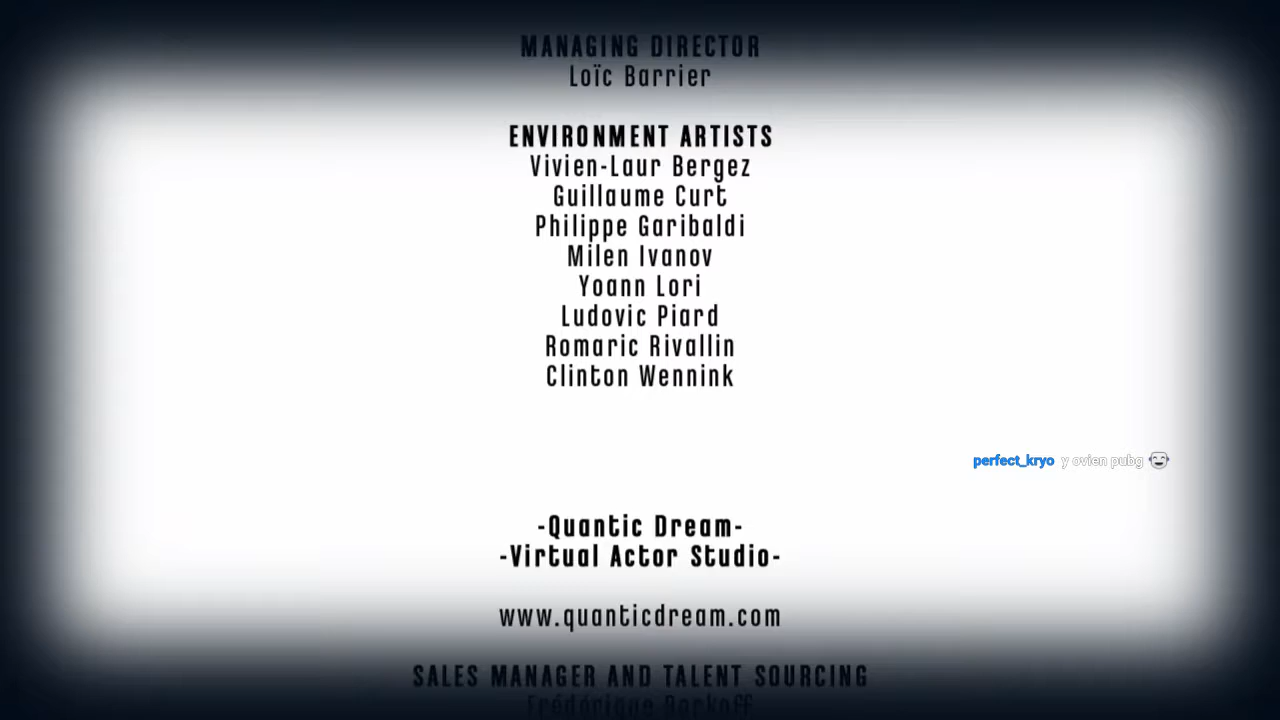 MANAGING DIRECTOR
Loïc Barrier
ENVIRONMENT ARTISTS
Vivien-Laur Bergez
Guillaume Curt
Philippe Garibaldi
Milen Ivanov
Yoann Lori
Ludovic Piard
Romaric Rivallin
Clinton Wennink
perfect_kryo y ovien pubg
-Quantic Dream-
-Virtual Actor Studio-
www.quanticdream.com
SALES MANAGER AND TALENT SOURCING
Frédérique